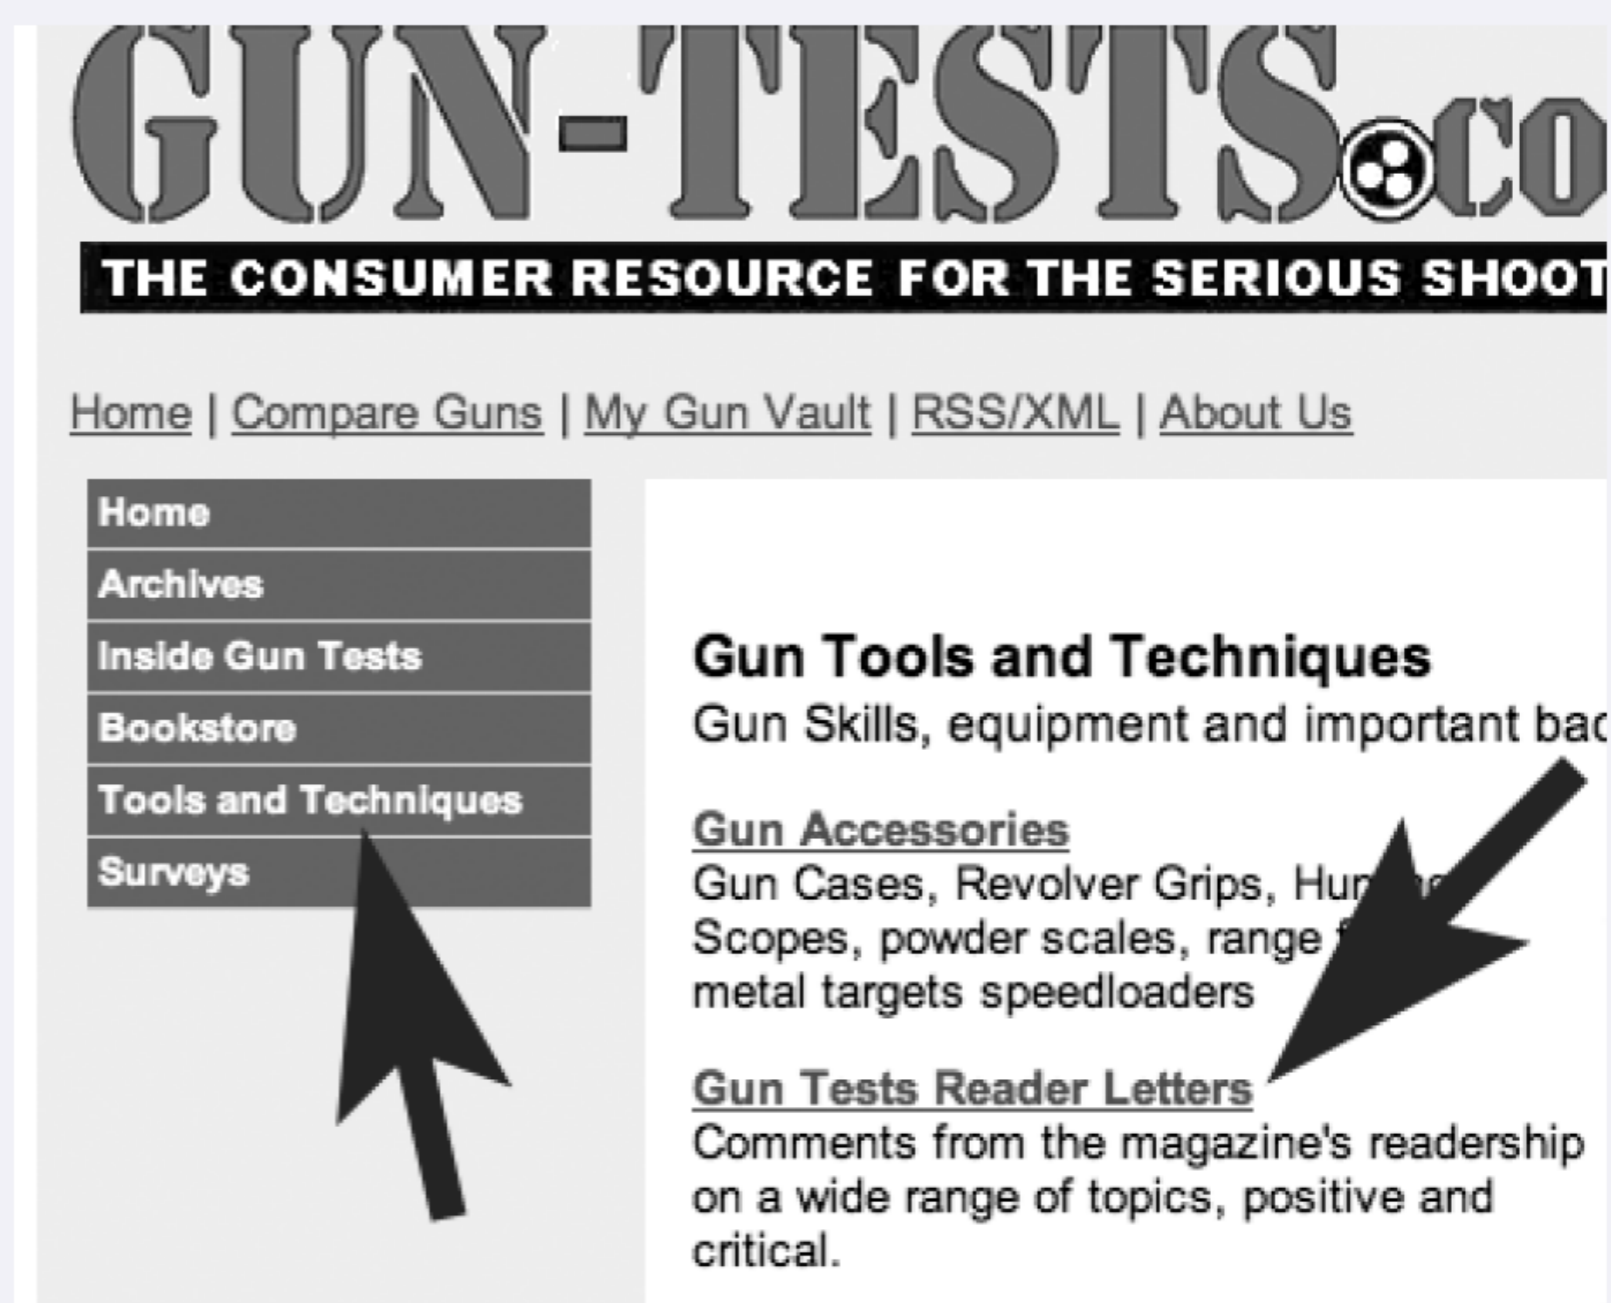 GUN-TESTS.CO
THE CONSUMER RESOURCE FOR THE SERIOUS SHOOT
Home | Compare Guns | My Gun Vault | RSS/XML | About Us
Home
Archives
Inside Gun Tests
Bookstore
Tools and Techniques
Surveys
Gun Tools and Techniques
Gun Skills, equipment and important bac
Gun Accessories
Gun Cases, Revolver Grips,
Scopes, powder scales, range
metal targets speedloaders
Gun Tests Reader Letters
Comments from the magazine's readership
on a wide range of topics, positive and
critical.